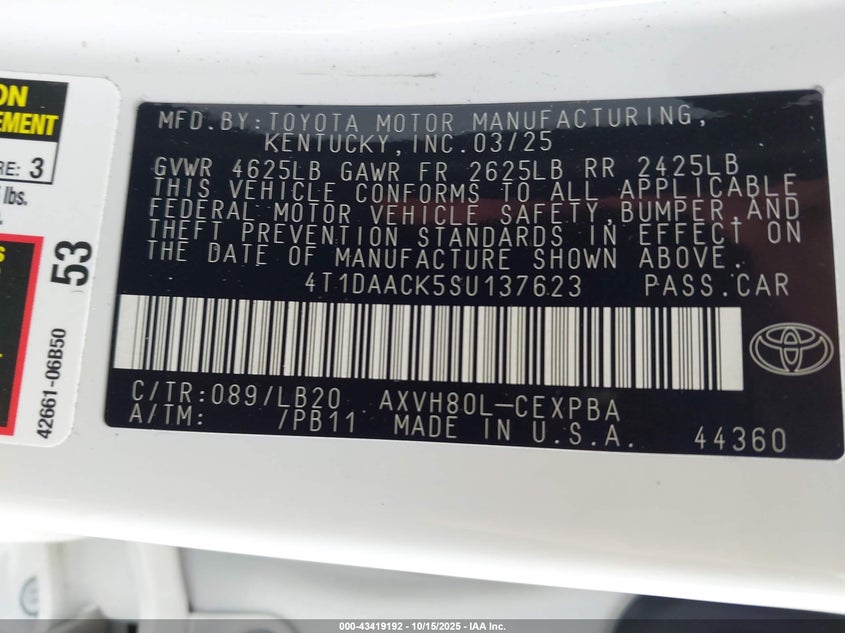 ON
EMENT
RE: 3
lbs.
S
53
42661-06B50
MFD.BY:TOYOTA MOTOR MANUFACTURING,
KENTUCKY,INC.03/25
GVWR 4625LB GAWR FR 2625LB RR 2425LB
THIS VEHICLE CONFORMS TO ALL APPLICABLE
FEDERAL MOTOR VEHICLE SAFETY,BUMPER,AND
THEFT PREVENTION STANDARDS IN EFFECT ON
THE DATE OF MANUFACTURE SHOWN ABOVE.
4T1DAACK5SU137623 PASS.CAR
C/TR:089/LB20 AXVH80L-CEXPBA
A/TM: /PB11 MADE IN U.S.A. 44360
000-43419192 - 10/15/2025 - IAA Inc.